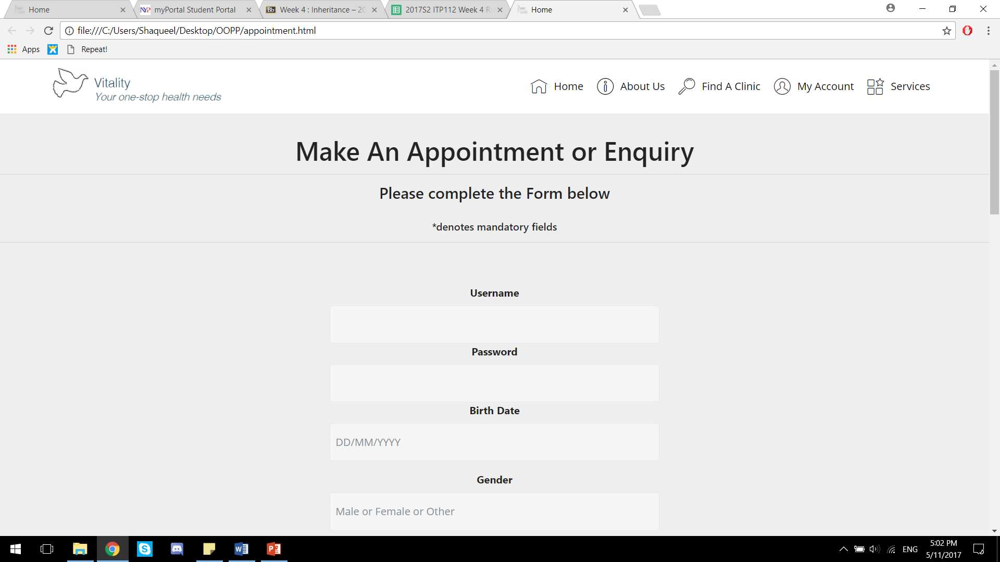 Home
myPortal Student Portal
Week 4 : Inheritance – 20
2017S2 ITP112 Week 4 R
Home
file:///C:/Users/Shaqueel/Desktop/OOPP/appointment.html
Apps
Repeat!
Vitality
Your one-stop health needs
Home
About Us
Find A Clinic
My Account
Services
Make An Appointment or Enquiry
Please complete the Form below
*denotes mandatory fields
Username
Password
Birth Date
DD/MM/YYYY
Gender
Male or Female or Other
ENG
5:02 PM
5/11/2017